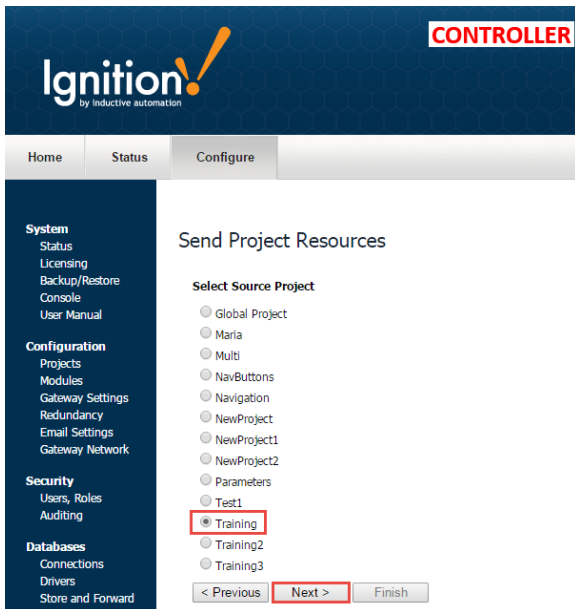 CONTROLLER
Ignition!
by inductive automation
Home Status Configure
System
Status
Licensing
Backup/Restore
Console
User Manual
Configuration
Projects
Modules
Gateway Settings
Redundancy
Email Settings
Gateway Network
Security
Users, Roles
Auditing
Databases
Connections
Drivers
Store and Forward
Send Project Resources
Select Source Project
Global Project
Maria
Multi
NavButtons
Navigation
NewProject
NewProject1
NewProject2
Parameters
Test1
Training
Training2
Training3
< Previous Next > Finish